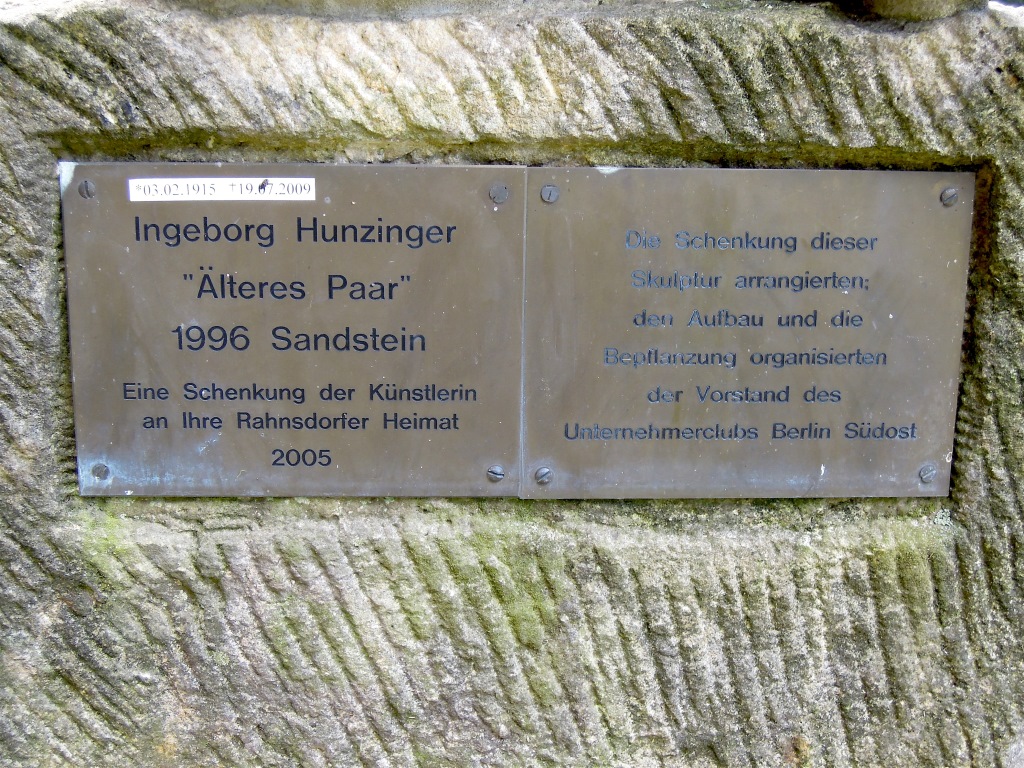 *03.02.1915 †19.07.2009
Ingeborg Hunzinger
"Älteres Paar"
1996 Sandstein
Eine Schenkung der Künstlerin
an Ihre Rahnsdorfer Heimat
2005
Die Schenkung dieser
Skulptur arrangierten;
den Aufbau und die
Bepflanzung organisierten
der Vorstand des
Unternehmerclubs Berlin Südost